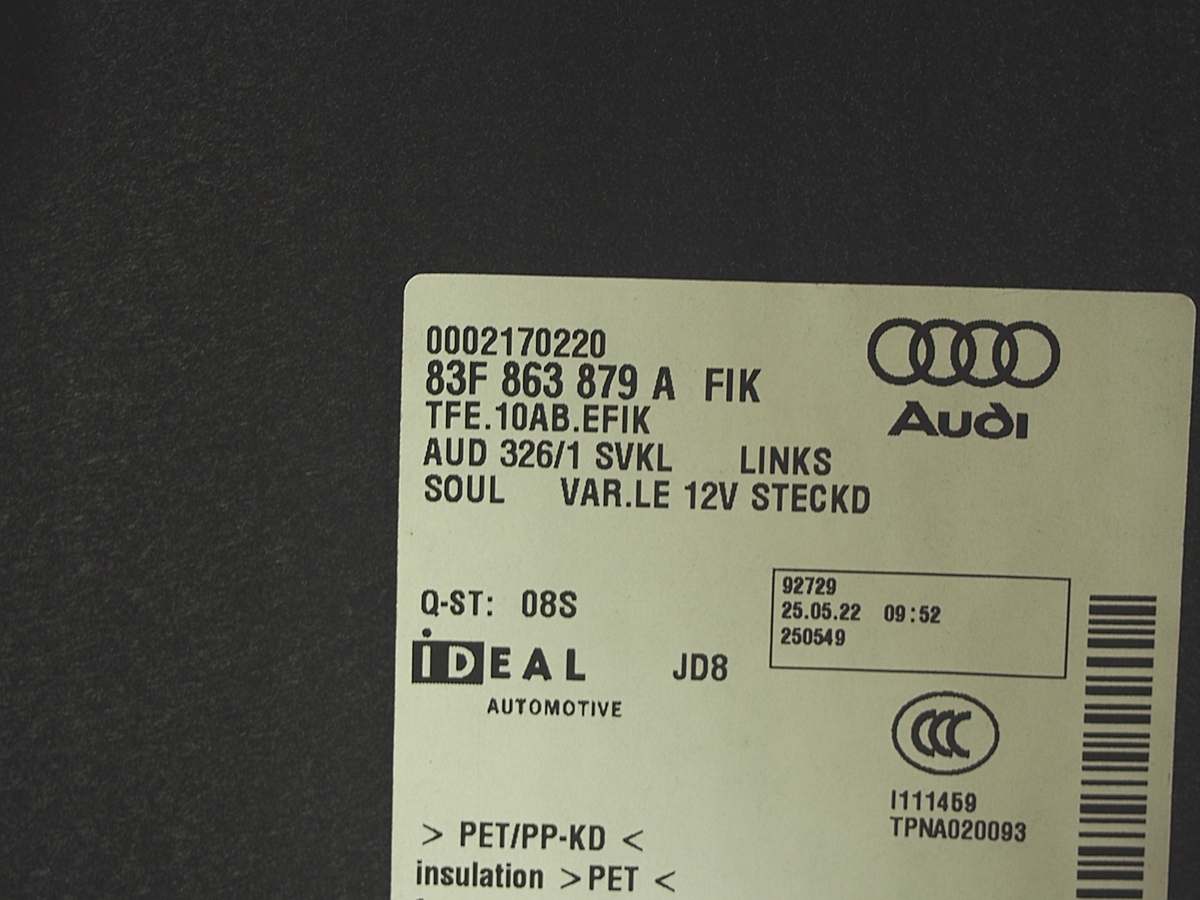 0002170220
83F 863 879 A FIK
TFE.10AB.EFIK
AUD 326/1 SVKL LINKS
SOUL VAR.LE 12V STECKD
Audi
Q-ST: 08S
92729
25.05.22 09:52
250549
iDEAL
AUTOMOTIVE
JD8
CCC
I111459
TPNA020093
> PET/PP-KD <
insulation >PET <